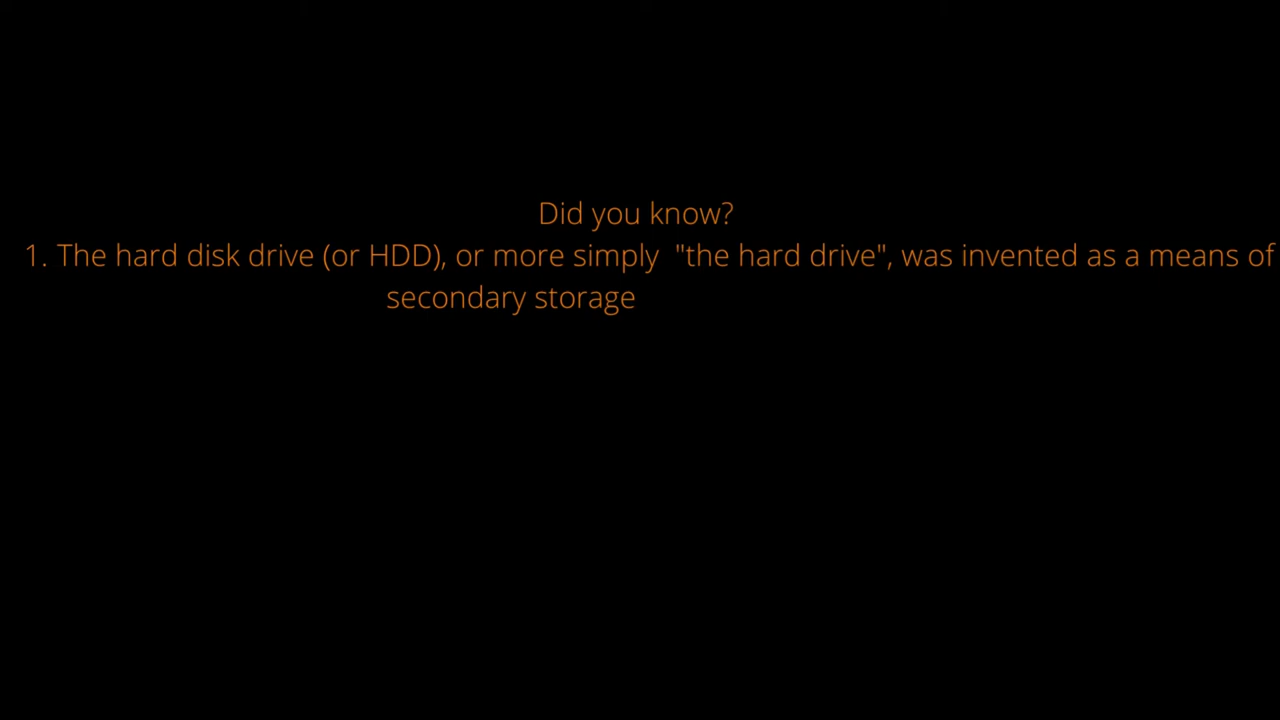 Did you know?
1. The hard disk drive (or HDD), or more simply  "the hard drive", was invented as a means of
secondary storage